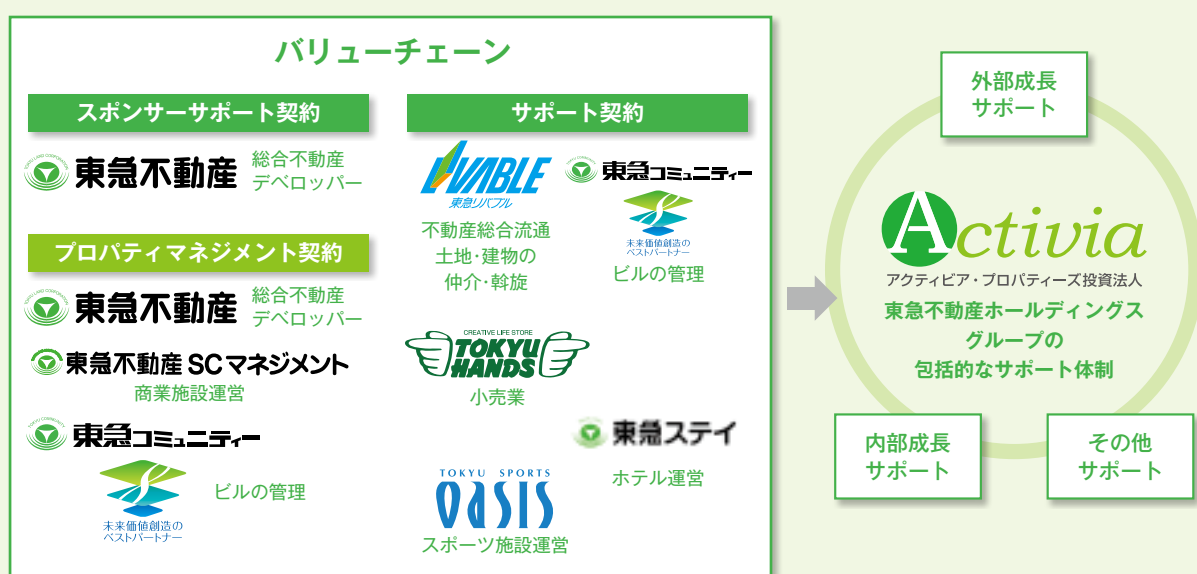 バリューチェーン
スポンサーサポート契約
東急不動産
総合不動産
デベロッパー
プロパティマネジメント契約
東急不動産
総合不動産
デベロッパー
東急不動産 SCマネジメント
商業施設運営
東急コミュニティー
未来価値創造の
ベストパートナー
ビルの管理
サポート契約
LIVABLE
東急リバブル
不動産総合流通
土地・建物の
仲介・斡旋
東急コミュニティー
未来価値創造の
ベストパートナー
ビルの管理
CREATIVE LIFE STORE
TOKYU
HANDS
小売業
東急ステイ
ホテル運営
TOKYU SPORTS
OASIS
スポーツ施設運営
外部成長
サポート
Activia
アクティビア・プロパティーズ投資法人
東急不動産ホールディングス
グループの
包括的なサポート体制
内部成長
サポート
その他
サポート